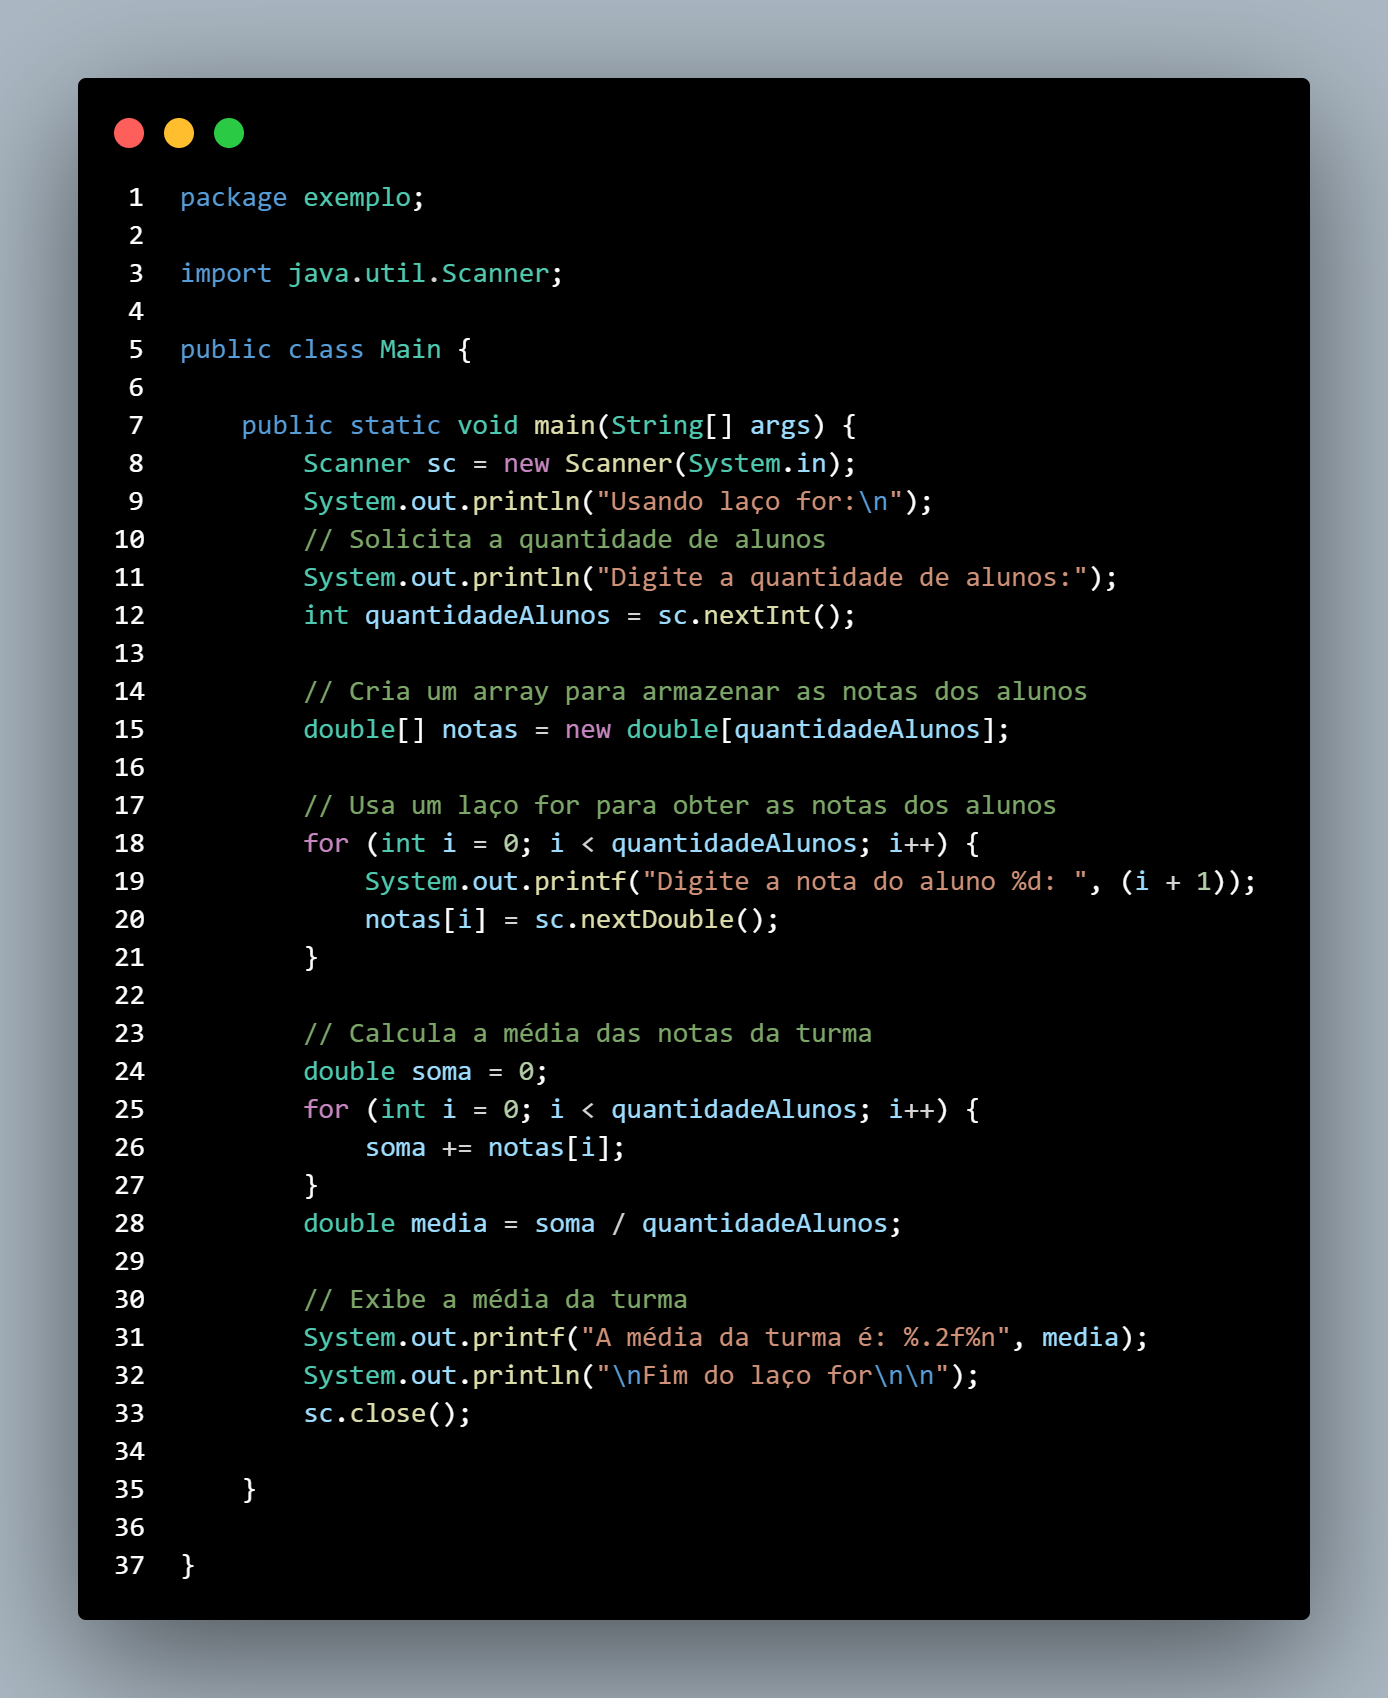 1 package exemplo;
2
3 import java.util.Scanner;
4
5 public class Main {
6
7     public static void main(String[] args) {
8         Scanner sc = new Scanner(System.in);
9         System.out.println("Usando laço for:\n");
10         // Solicita a quantidade de alunos
11         System.out.println("Digite a quantidade de alunos:");
12         int quantidadeAlunos = sc.nextInt();
13
14         // Cria um array para armazenar as notas dos alunos
15         double[] notas = new double[quantidadeAlunos];
16
17         // Usa um laço for para obter as notas dos alunos
18         for (int i = 0; i < quantidadeAlunos; i++) {
19             System.out.printf("Digite a nota do aluno %d: ", (i + 1));
20             notas[i] = sc.nextDouble();
21         }
22
23         // Calcula a média das notas da turma
24         double soma = 0;
25         for (int i = 0; i < quantidadeAlunos; i++) {
26             soma += notas[i];
27         }
28         double media = soma / quantidadeAlunos;
29
30         // Exibe a média da turma
31         System.out.printf("A média da turma é: %.2f%n", media);
32         System.out.println("\nFim do laço for\n\n");
33         sc.close();
34
35     }
36
37 }